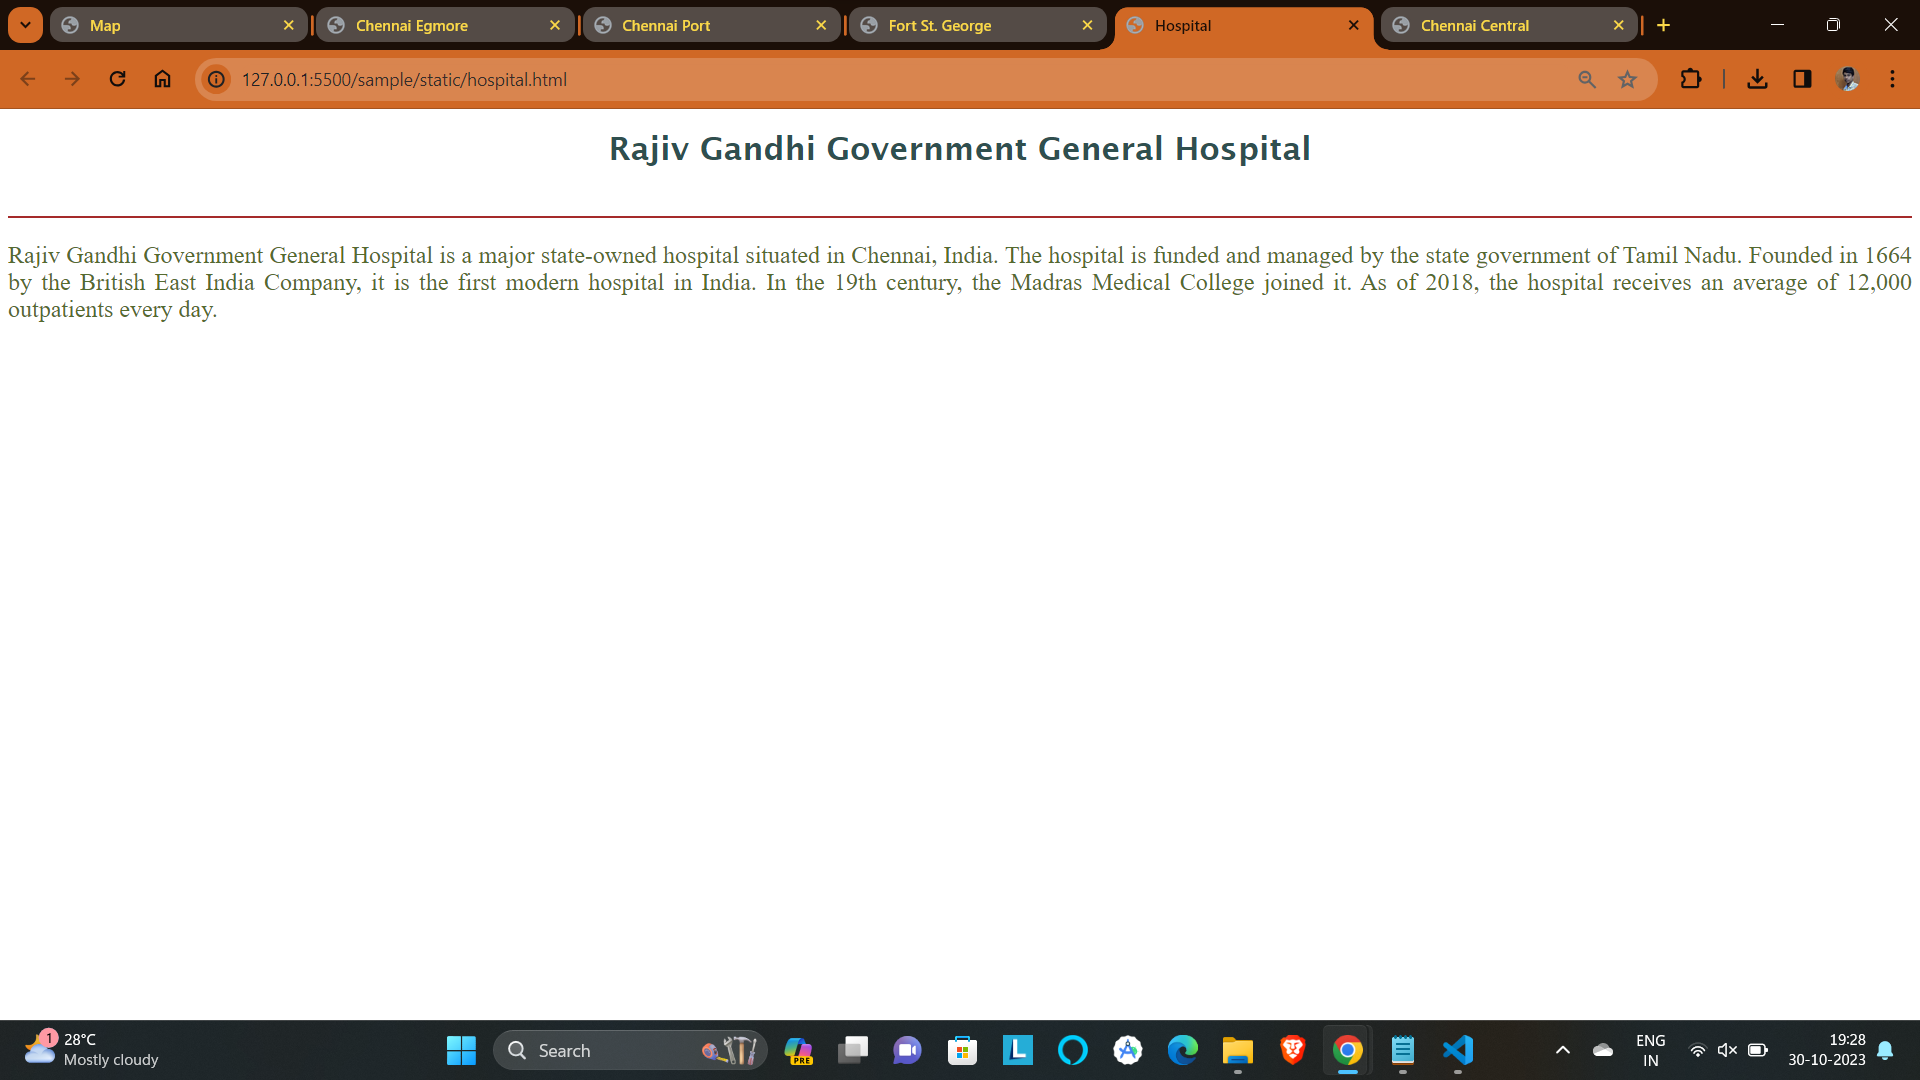 Map
Chennai Egmore
Chennai Port
Fort St. George
Hospital
Chennai Central
127.0.0.1:5500/sample/static/hospital.html
Rajiv Gandhi Government General Hospital
Rajiv Gandhi Government General Hospital is a major state-owned hospital situated in Chennai, India. The hospital is funded and managed by the state government of Tamil Nadu. Founded in 1664
by the British East India Company, it is the first modern hospital in India. In the 19th century, the Madras Medical College joined it. As of 2018, the hospital receives an average of 12,000
outpatients every day.
1
28°C
Mostly cloudy
Search
PRE
L
ENG
IN
19:28
30-10-2023